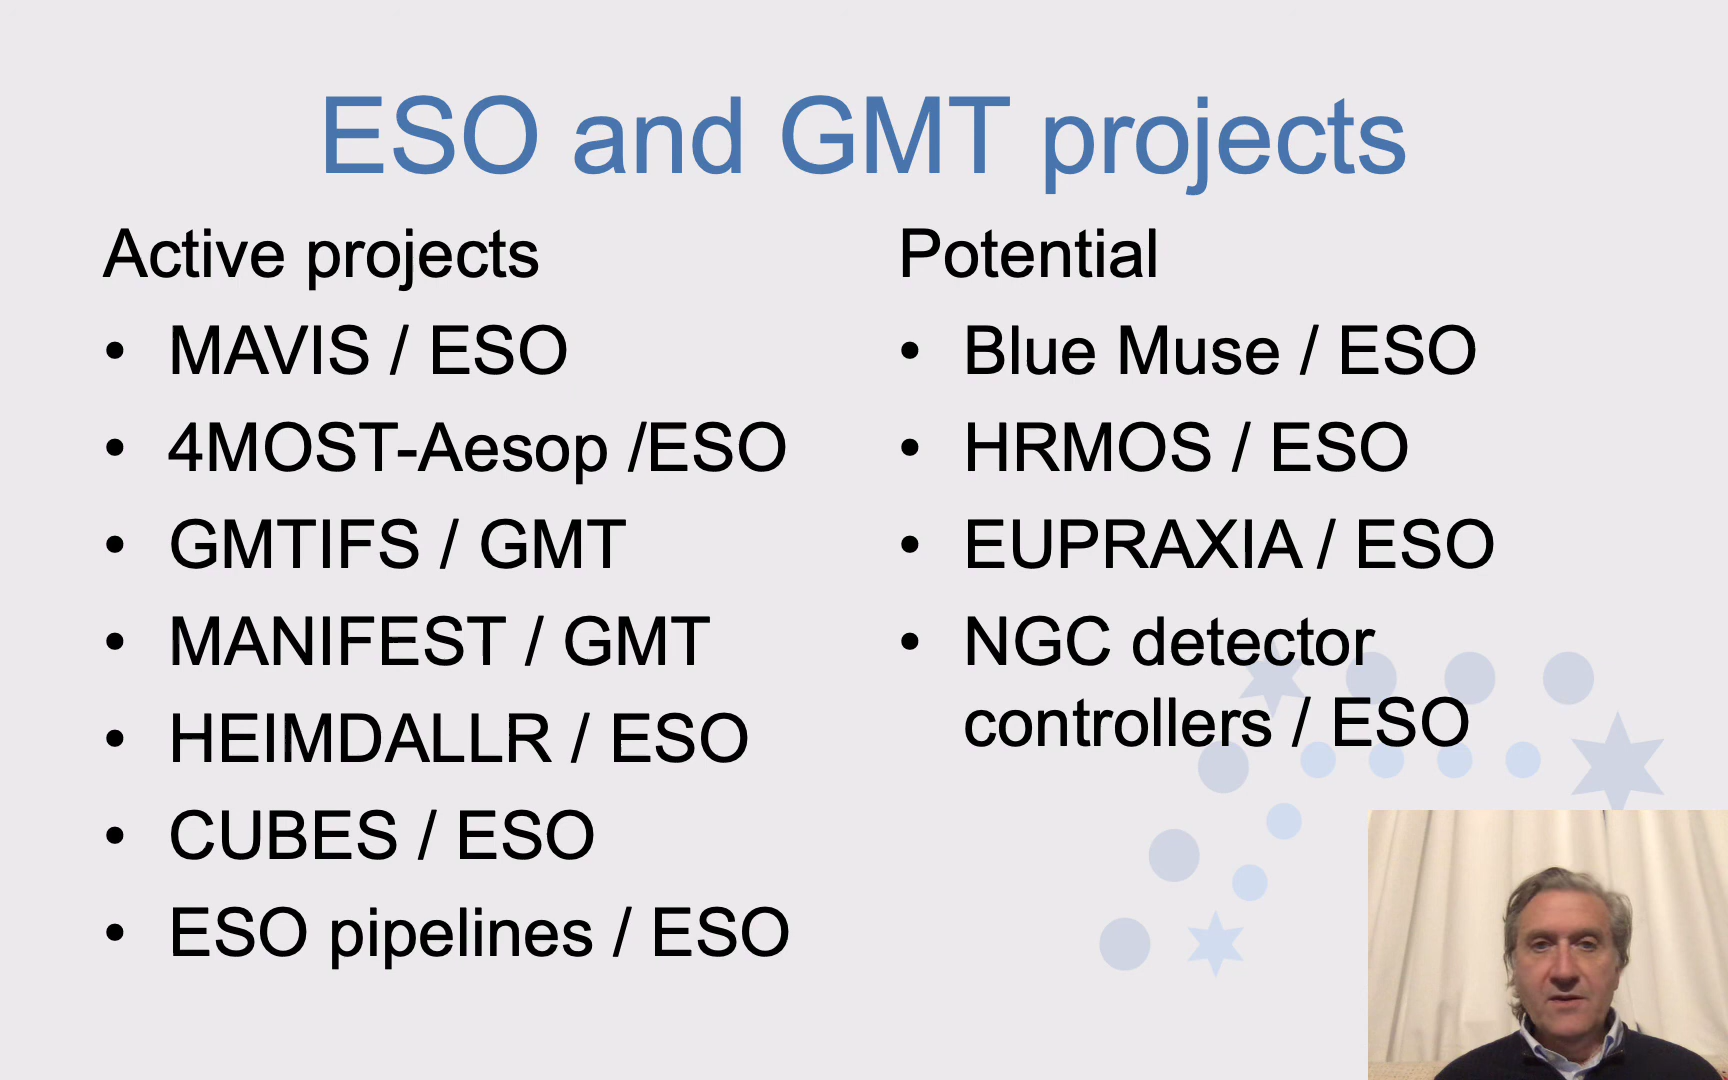 ESO and GMT projects
Active projects
• MAVIS / ESO
• 4MOST-Aesop /ESO
• GMTIFS / GMT
• MANIFEST / GMT
• HEIMDALLR / ESO
• CUBES / ESO
• ESO pipelines / ESO
Potential
• Blue Muse / ESO
• HRMOS / ESO
• EUPRAXIA / ESO
• NGC detector
controllers / ESO